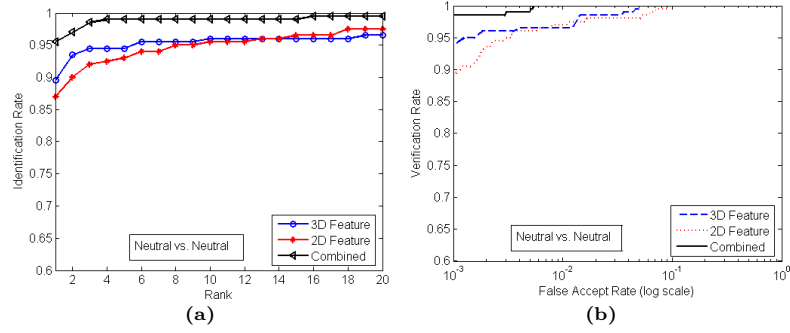 1
0.95
0.9
0.85
0.8
0.75
0.7
0.65
0.6
Identification Rate
2 4 6 8 10 12 14 16 18 20
Rank
Neutral vs. Neutral
3D Feature
2D Feature
Combined
(a)
1
0.95
0.9
0.85
0.8
0.75
0.7
0.65
0.6
Verification Rate
10^-3 10^-2 10^-1 10^0
False Accept Rate (log scale)
Neutral vs. Neutral
3D Feature
2D Feature
Combined
(b)